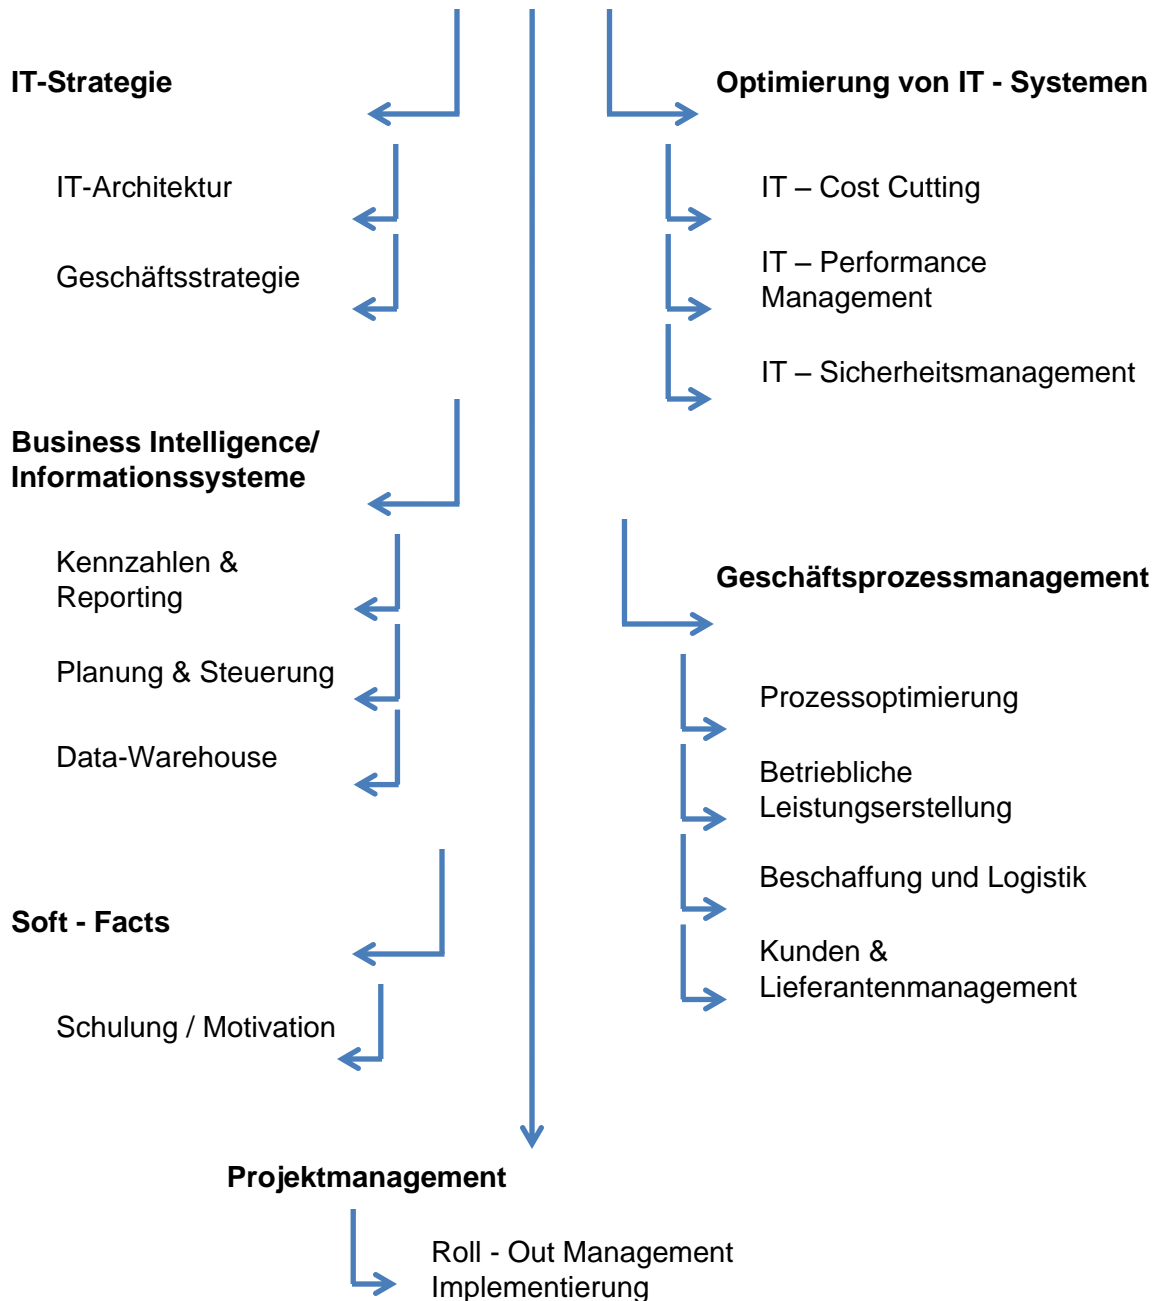 IT-Strategie
IT-Architektur
Geschäftsstrategie
Business Intelligence/
Informationssysteme
Kennzahlen &
Reporting
Planung & Steuerung
Data-Warehouse
Soft - Facts
Schulung / Motivation
Optimierung von IT - Systemen
IT – Cost Cutting
IT – Performance
Management
IT – Sicherheitsmanagement
Geschäftsprozessmanagement
Prozessoptimierung
Betriebliche
Leistungserstellung
Beschaffung und Logistik
Kunden &
Lieferantenmanagement
Projektmanagement
Roll - Out Management
Implementierung